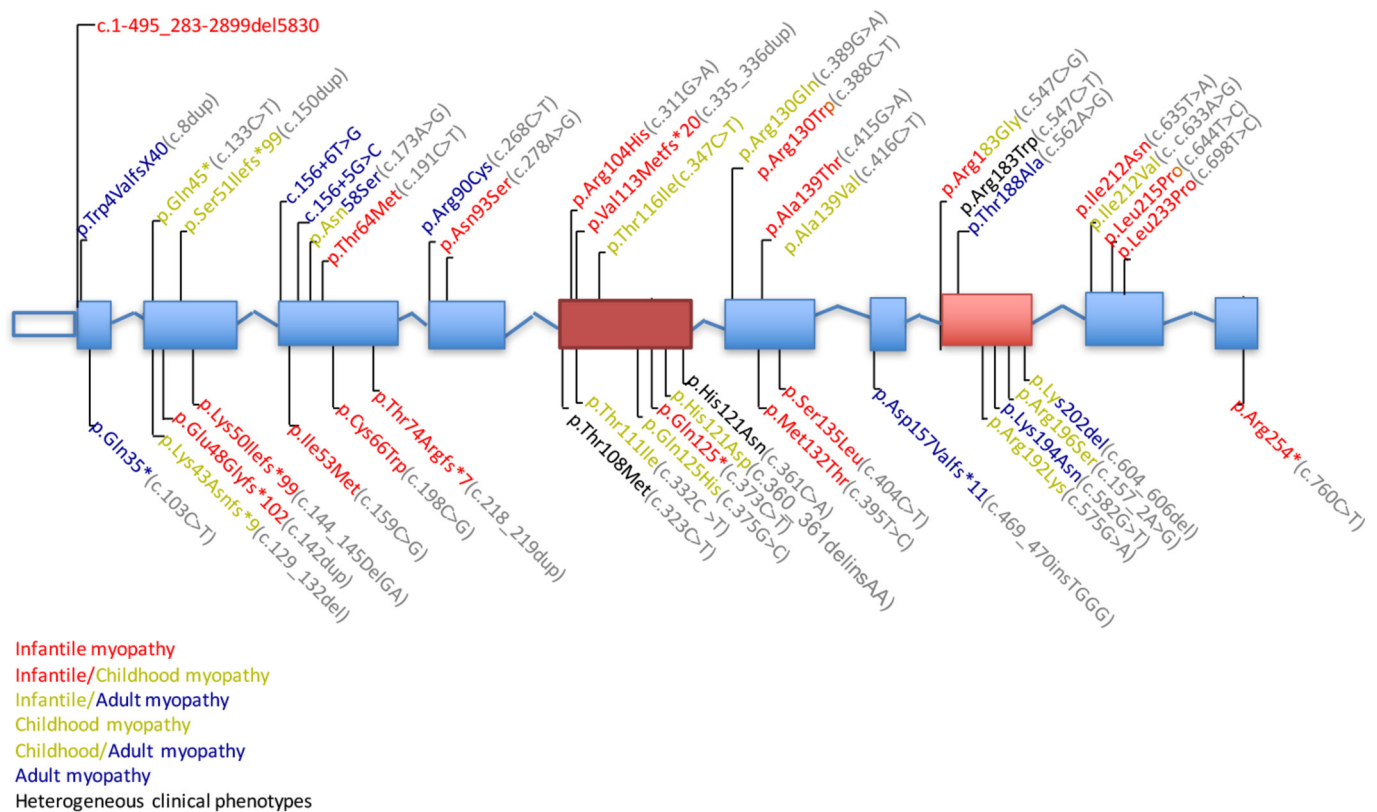 c.1-495_283-2899del5830
p.Trp4ValfsX40(c.8dup)
p.Gln45*(c.133C>T)
p.Ser51Ilefs*99(c.150dup)
c.156+6T>G
c.156+5G>C
p.Asn58Ser(c.173A>G)
p.Thr64Met(c.191C>T)
p.Arg90Cys(c.268C>T)
p.Asn93Ser(c.278A>G)
p.Arg104His(c.311G>A)
p.Val113Metfs*20(c.335_336dup)
p.Thr116Ile(c.347C>T)
p.Arg130Gln(c.389G>A)
p.Arg130Trp(c.388C>T)
p.Ala139Thr(c.415G>A)
p.Ala139Val(c.416C>T)
p.Arg183Gly(c.547C>G)
p.Arg183Trp(c.547C>T)
p.Thr188Ala(c.562A>G)
p.Ile212Asn(c.635T>A)
p.Ile212Val(c.633A>G)
p.Leu215Pro(c.644T>C)
p.Leu233Pro(c.698T>C)
p.Gln35*(c.103C>T)
p.Lys43Asnfs*9(c.129_132del)
p.Glu48Glyfs*102(c.142dup)
p.Lys50Ilefs*99(c.144_145DelGA)
p.Ile53Met(c.159C>G)
p.Cys66Trp(c.198C>G)
p.Thr74Argfs*7(c.218_219dup)
p.Thr108Met(c.323C>T)
p.Thr111Ile(c.332C>T)
p.Gln125His(c.375G>C)
p.Gln125*(c.373C>T)
p.His121Asp(c.360_361delinsAA)
p.His121Asn(c.361C>A)
p.Met132Thr(c.395T>C)
p.Ser135Leu(c.404C>T)
p.Asp157Valfs*11(c.469_470insTGGG)
p.Arg192Lys(c.575G>A)
p.Lys194Asn(c.582G>T)
p.Arg196Ser(c.157_2A>G)
p.Lys202del(c.604_606del)
p.Arg254*(c.760C>T)
Infantile myopathy
Infantile/Childhood myopathy
Infantile/Adult myopathy
Childhood myopathy
Childhood/Adult myopathy
Adult myopathy
Heterogeneous clinical phenotypes